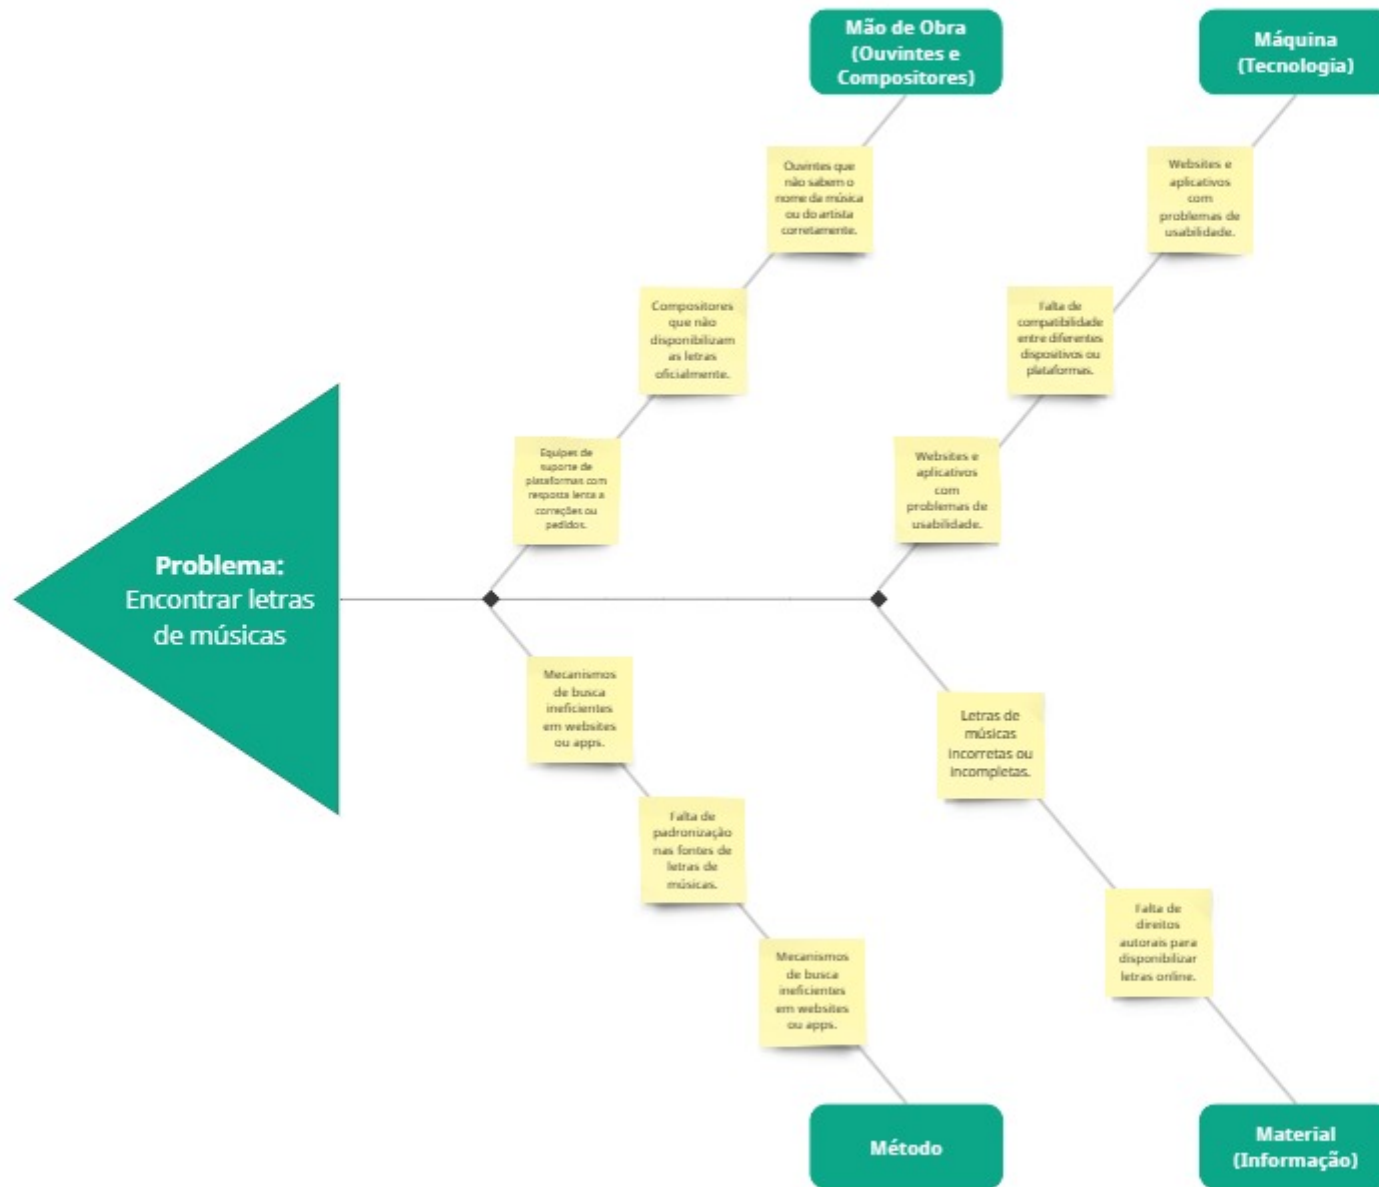 Mão de Obra
(Ouvintes e
Compositores)
Máquina
(Tecnologia)
Ouvintes que
não sabem o
nome da música
ou do artista
corretamente.
Websites e
aplicativos
com
problemas de
usabilidade.
Compositores
que não
disponibilizam
as letras
oficialmente.
Falta de
compatibilidade
entre diferentes
dispositivos ou
plataformas.
Equipes de
suporte de
plataformas com
resposta lenta a
correções ou
pedidos.
Websites e
aplicativos
com
problemas de
usabilidade.
Problema:
Encontrar letras
de músicas
Mecanismos
de busca
ineficientes
em websites
ou apps.
Letras de
músicas
incorretas ou
incompletas.
Falta de
padronização
nas fontes de
letras de
músicas.
Falta de
direitos
autorais para
disponibilizar
letras online.
Mecanismos
de busca
ineficientes
em websites
ou apps.
Método
Material
(Informação)